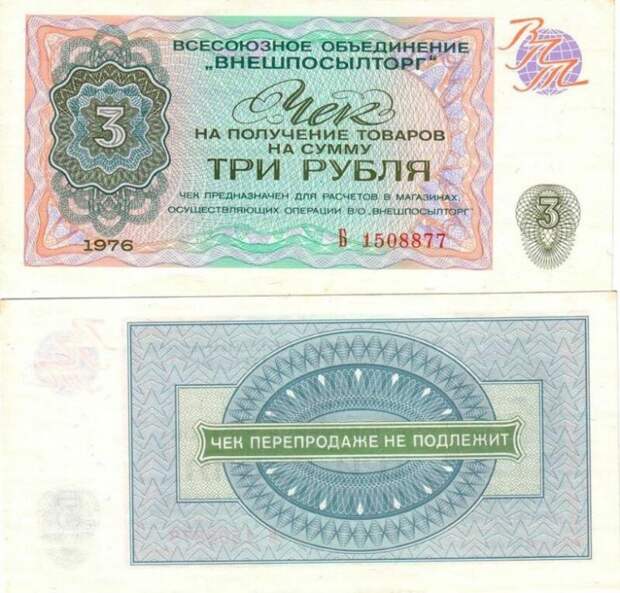 ВСЕСОЮЗНОЕ ОБЪЕДИНЕНИЕ
„ВНЕШПОСЫЛТОРГ"
ВПТ
Чек
НА ПОЛУЧЕНИЕ ТОВАРОВ
НА СУММУ
ТРИ РУБЛЯ
ЧЕК ПРЕДНАЗНАЧЕН ДЛЯ РАСЧЕТОВ В МАГАЗИНАХ,
ОСУЩЕСТВЛЯЮЩИХ ОПЕРАЦИИ В/О „ВНЕШПОСЫЛТОРГ"
3
3
1976
Б 1508877
ЧЕК ПЕРЕПРОДАЖЕ НЕ ПОДЛЕЖИТ